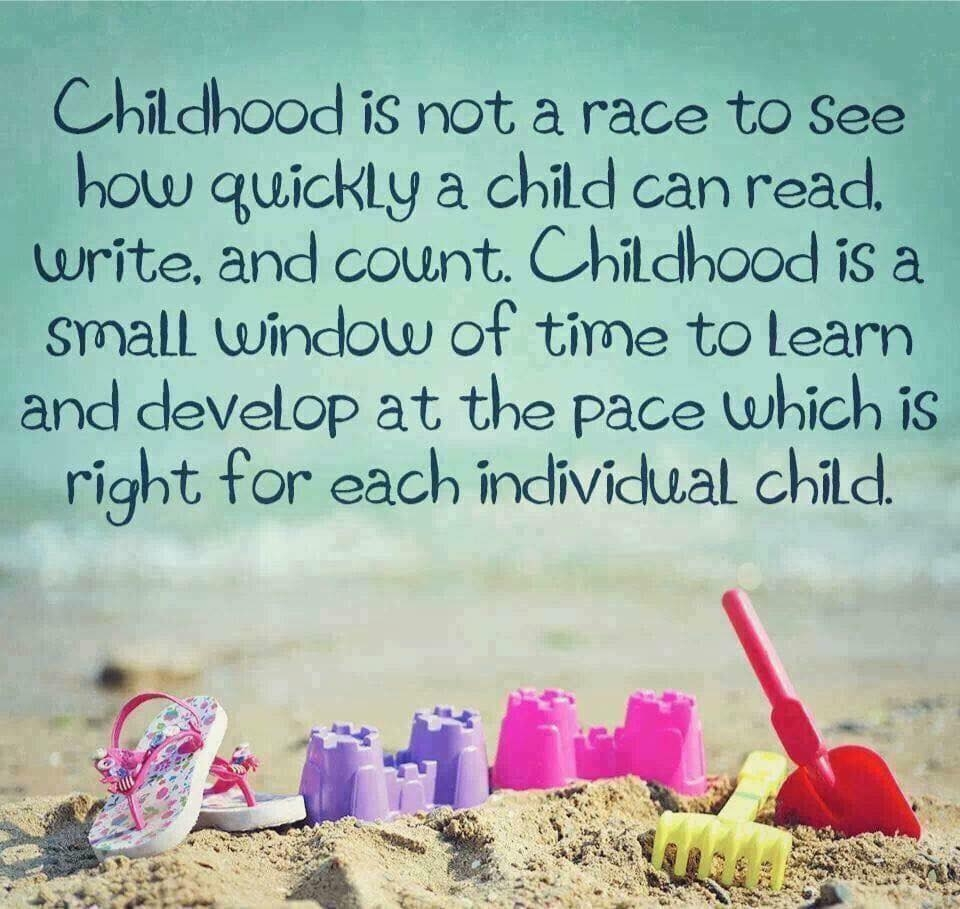 Childhood is not a race to see
how quickly a child can read,
write, and count. Childhood is a
small window of time to learn
and develop at the pace which is
right for each individual child.